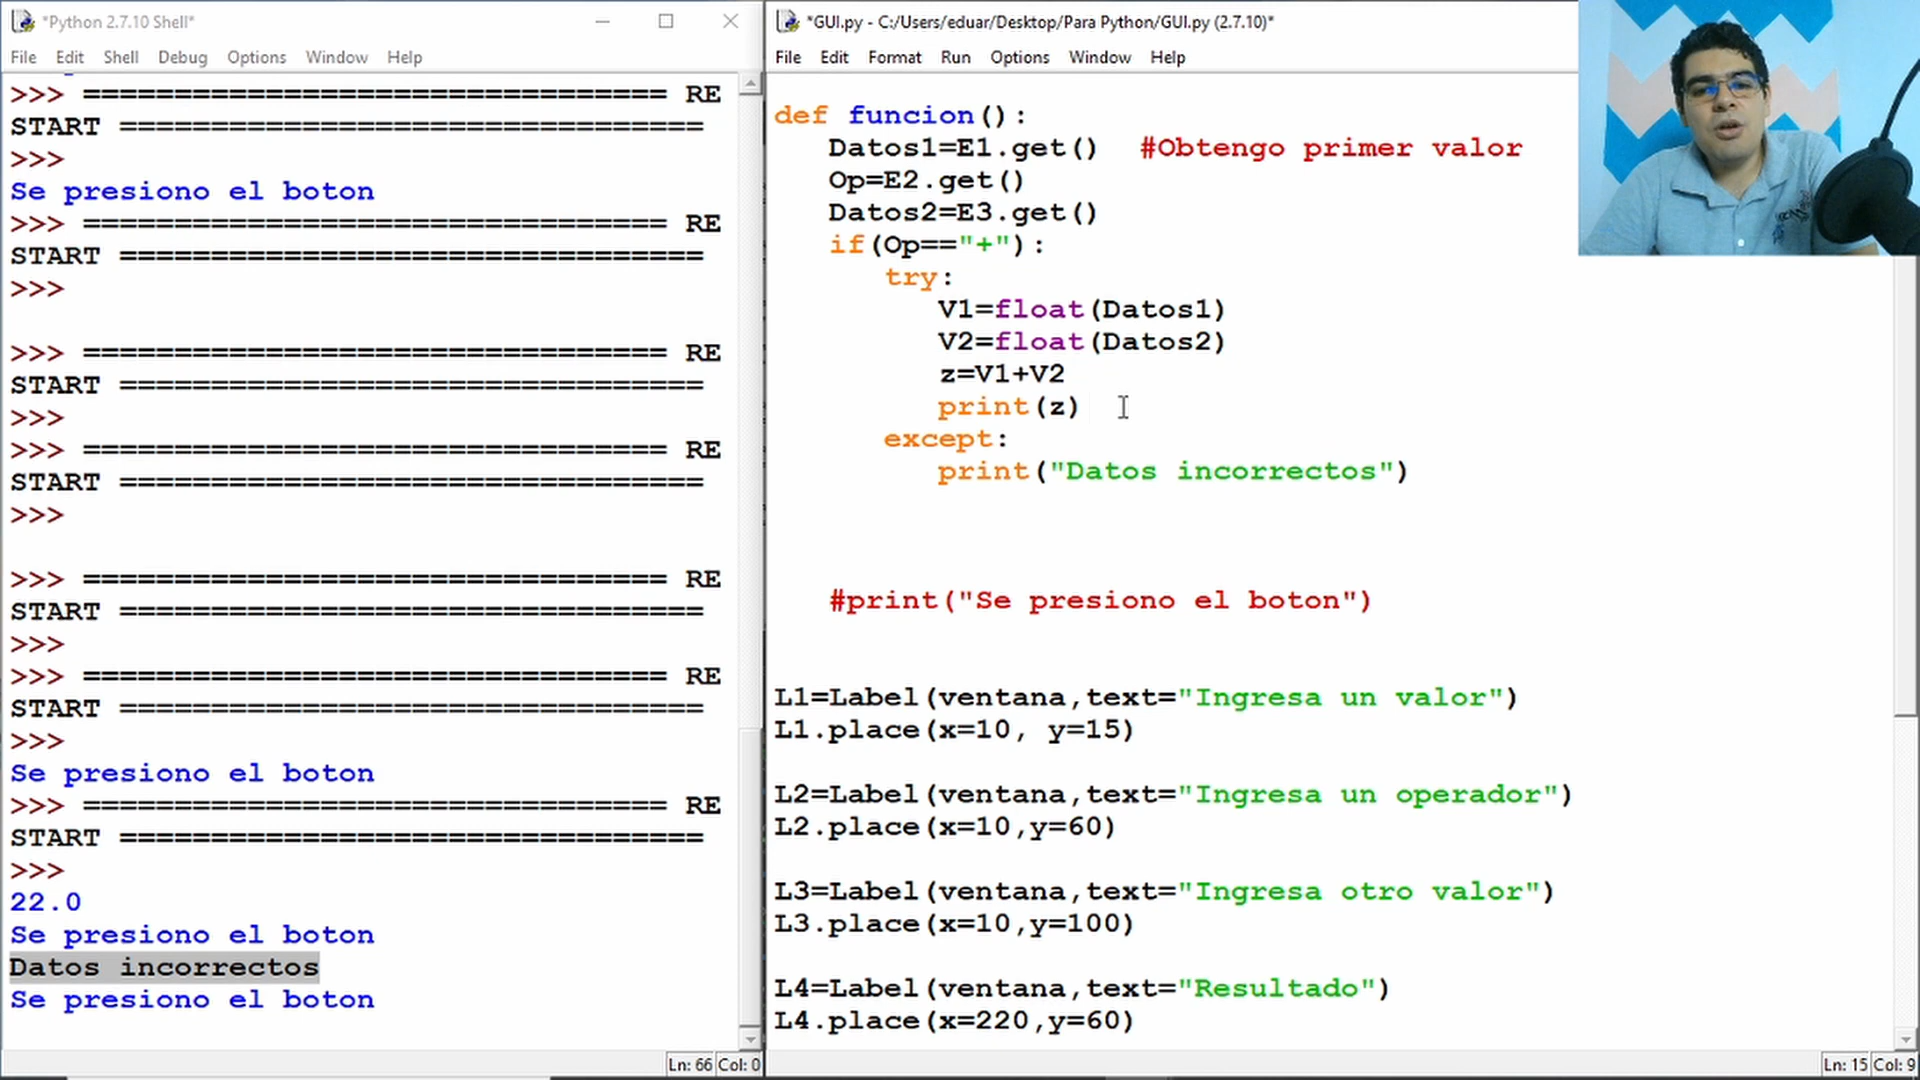 *Python 2.7.10 Shell*
File Edit Shell Debug Options Window Help
>>> ================================ RE
START ================================
>>>
Se presiono el boton
>>> ================================ RE
START ================================
>>>
>>> ================================ RE
START ================================
>>>
>>> ================================ RE
START ================================
>>>
>>> ================================ RE
START ================================
>>>
>>> ================================ RE
START ================================
>>>
Se presiono el boton
>>> ================================ RE
START ================================
>>>
22.0
Se presiono el boton
Datos incorrectos
Se presiono el boton
Ln: 66 Col: 0
*GUI.py - C:/Users/eduar/Desktop/Para Python/GUI.py (2.7.10)*
File Edit Format Run Options Window Help
def funcion():
Datos1=E1.get() #Obtengo primer valor
Op=E2.get()
Datos2=E3.get()
if(Op=="+"):
try:
V1=float(Datos1)
V2=float(Datos2)
z=V1+V2
print(z)
except:
print("Datos incorrectos")
#print("Se presiono el boton")
L1=Label(ventana,text="Ingresa un valor")
L1.place(x=10, y=15)
L2=Label(ventana,text="Ingresa un operador")
L2.place(x=10,y=60)
L3=Label(ventana,text="Ingresa otro valor")
L3.place(x=10,y=100)
L4=Label(ventana,text="Resultado")
L4.place(x=220,y=60)
Ln: 15 Col: 9